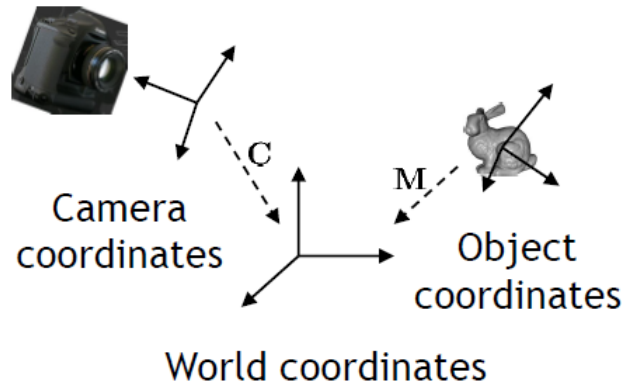 C
M
Camera
coordinates
Object
coordinates
World coordinates